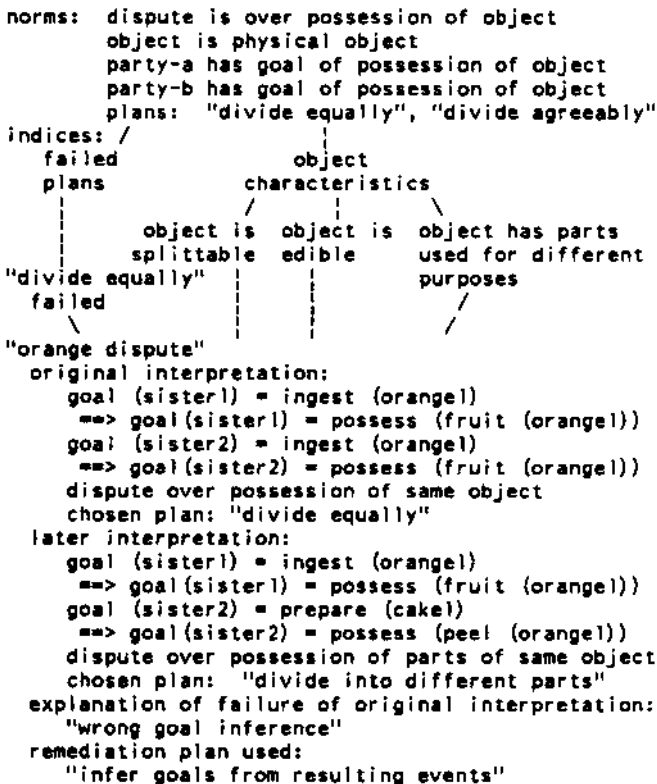 norms: dispute is over possession of object
object is physical object
party-a has goal of possession of object
party-b has goal of possession of object
plans: "divide equally", "divide agreeably"
indices:
failed object
plans characteristics
object is object is object has parts
splittable edible used for different
"divide equally" purposes
failed
"orange dispute"
original interpretation:
goal (sister1) = ingest (orange1)
==> goal(sister1) = possess (fruit (orange1))
goal (sister2) = ingest (orange1)
==> goal(sister2) = possess (fruit (orange1))
dispute over possession of same object
chosen plan: "divide equally"
later interpretation:
goal (sister1) = ingest (orange1)
==> goal(sister1) = possess (fruit (orange1))
goal (sister2) = prepare (cake1)
==> goal(sister2) = possess (peel (orange1))
dispute over possession of parts of same object
chosen plan: "divide into different parts"
explanation of failure of original interpretation:
"wrong goal inference"
remediation plan used:
"infer goals from resulting events"